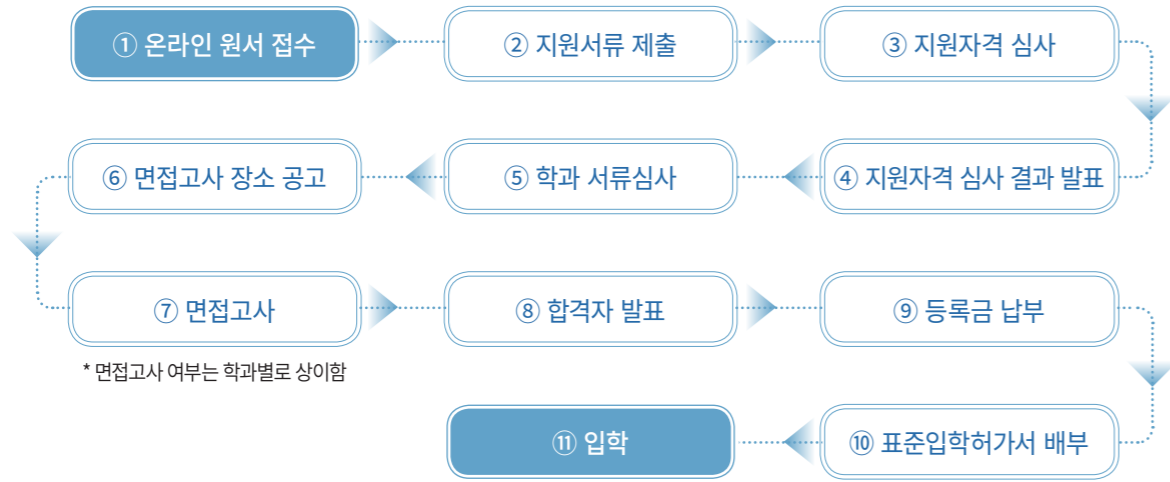 ① 온라인 원서 접수
② 지원서류 제출
③ 지원자격 심사
④ 지원자격 심사 결과 발표
⑤ 학과 서류심사
⑥ 면접고사 장소 공고
⑦ 면접고사
* 면접고사 여부는 학과별로 상이함
⑧ 합격자 발표
⑨ 등록금 납부
⑩ 표준입학허가서 배부
⑪ 입학